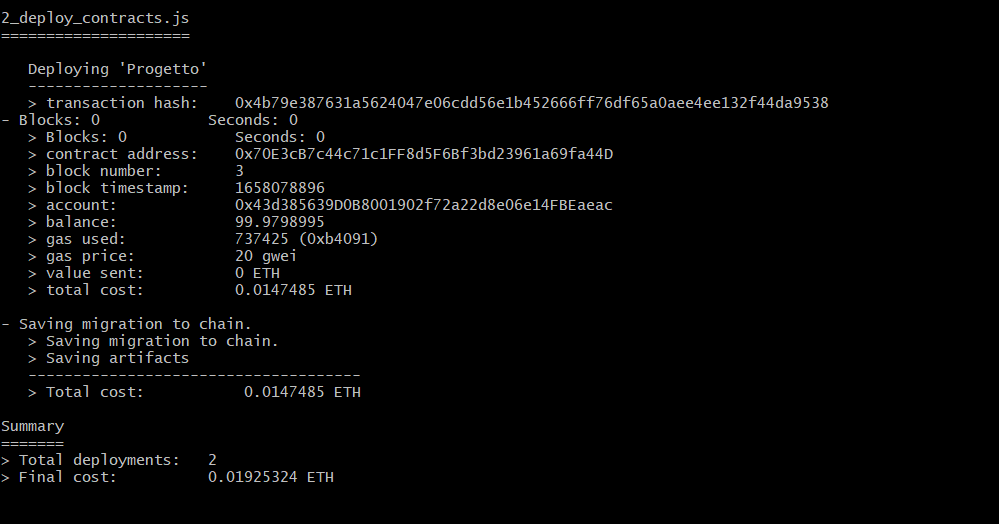 2_deploy_contracts.js
=====================
Deploying 'Progetto'
--------------------
> transaction hash:    0x4b79e387631a5624047e06cdd56e1b452666ff76df65a0aee4ee132f44da9538
- Blocks: 0            Seconds: 0
> Blocks: 0            Seconds: 0
> contract address:    0x70E3cB7c44c71c1FF8d5F6Bf3bd23961a69fa44D
> block number:        3
> block timestamp:     1658078896
> account:             0x43d385639D0B8001902f72a22d8e06e14FBEaeac
> balance:             99.9798995
> gas used:            737425 (0xb4091)
> gas price:           20 gwei
> value sent:          0 ETH
> total cost:          0.0147485 ETH
- Saving migration to chain.
> Saving migration to chain.
> Saving artifacts
-------------------------------------
> Total cost:           0.0147485 ETH
Summary
=======
> Total deployments:   2
> Final cost:          0.01925324 ETH